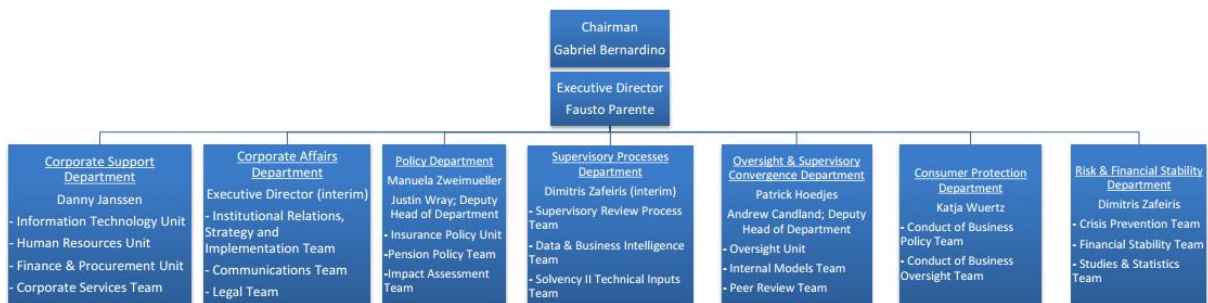 Chairman
Gabriel Bernardino
Executive Director
Fausto Parente
Corporate Support
Department
Danny Janssen
- Information Technology Unit
- Human Resources Unit
- Finance & Procurement Unit
- Corporate Services Team
Corporate Affairs
Department
Executive Director (interim)
- Institutional Relations,
Strategy and
Implementation Team
- Communications Team
- Legal Team
Policy Department
Manuela Zweimueller
Justin Wray; Deputy
Head of Department
- Insurance Policy Unit
-Pension Policy Team
-Impact Assessment
Team
Supervisory Processes
Department
Dimitris Zafeiris (interim)
- Supervisory Review Process
Team
- Data & Business Intelligence
Team
- Solvency II Technical Inputs
Team
Oversight & Supervisory
Convergence Department
Patrick Hoedjes
Andrew Candland; Deputy
Head of Department
- Oversight Unit
- Internal Models Team
- Peer Review Team
Consumer Protection
Department
Katja Wuertz
- Conduct of Business
Policy Team
- Conduct of Business
Oversight Team
Risk & Financial Stability
Department
Dimitris Zafeiris
- Crisis Prevention Team
- Financial Stability Team
- Studies & Statistics
Team